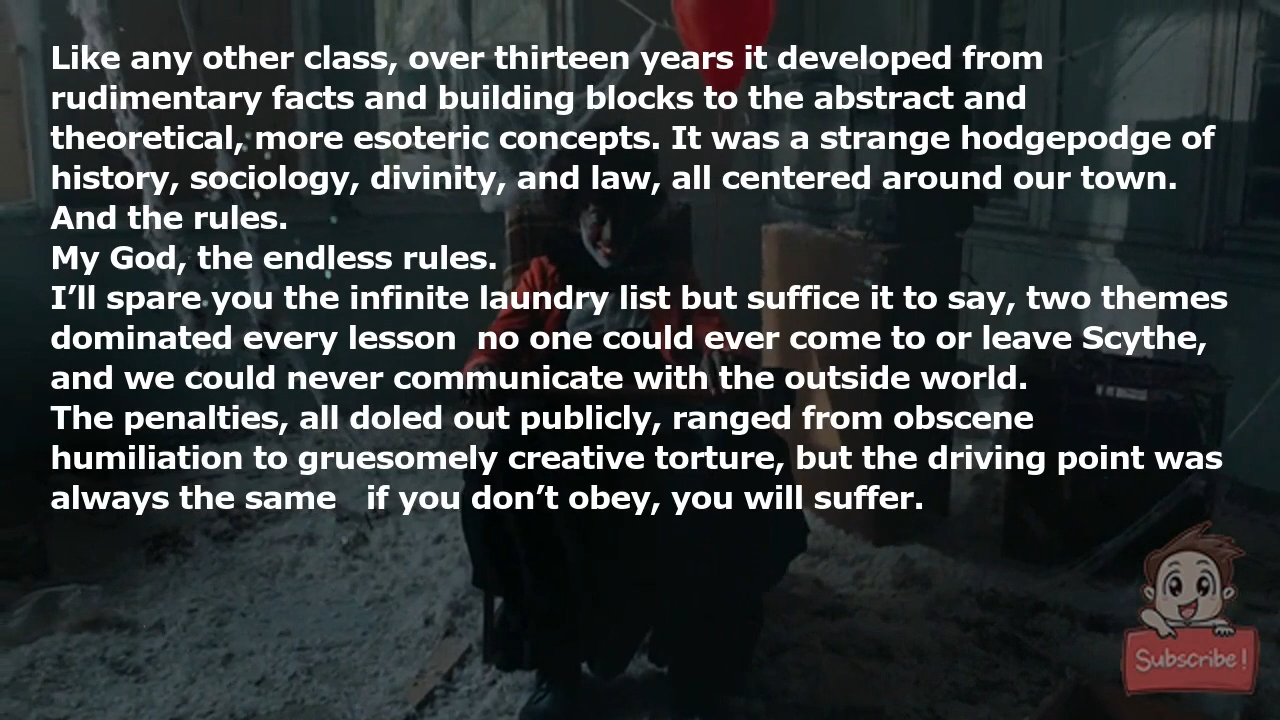 Like any other class, over thirteen years it developed from
rudimentary facts and building blocks to the abstract and
theoretical, more esoteric concepts. It was a strange hodgepodge of
history, sociology, divinity, and law, all centered around our town.
And the rules.
My God, the endless rules.
I’ll spare you the infinite laundry list but suffice it to say, two themes
dominated every lesson  no one could ever come to or leave Scythe,
and we could never communicate with the outside world.
The penalties, all doled out publicly, ranged from obscene
humiliation to gruesomely creative torture, but the driving point was
always the same   if you don’t obey, you will suffer.
Subscribe!